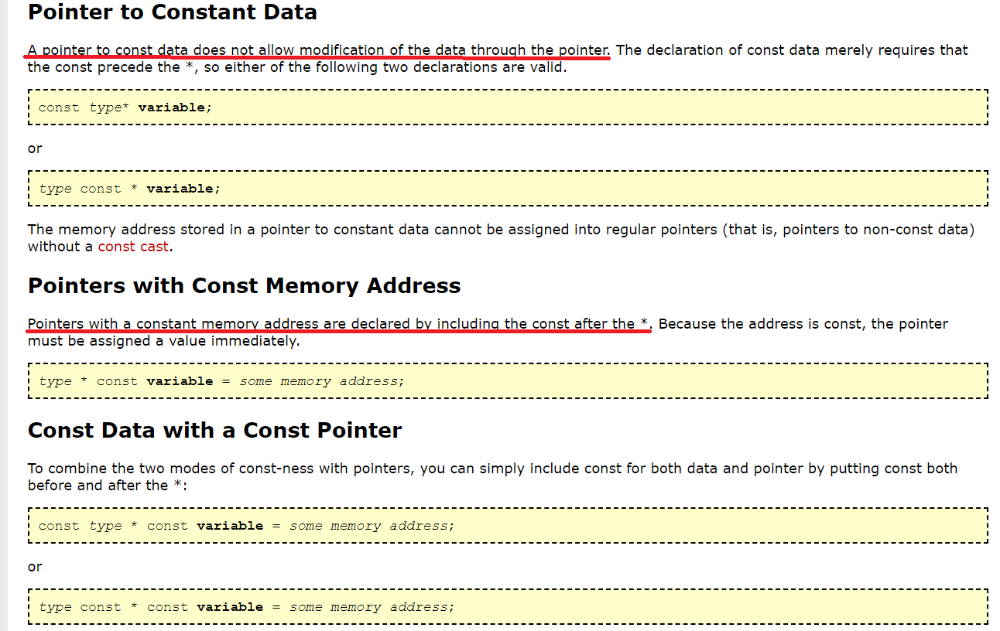 Pointer to Constant Data
A pointer to const data does not allow modification of the data through the pointer. The declaration of const data merely requires that
the const precede the *, so either of the following two declarations are valid.
const type* variable;
or
type const * variable;
The memory address stored in a pointer to constant data cannot be assigned into regular pointers (that is, pointers to non-const data)
without a const cast.
Pointers with Const Memory Address
Pointers with a constant memory address are declared by including the const after the *. Because the address is const, the pointer
must be assigned a value immediately.
type * const variable = some memory address;
Const Data with a Const Pointer
To combine the two modes of const-ness with pointers, you can simply include const for both data and pointer by putting const both
before and after the *:
const type * const variable = some memory address;
or
type const * const variable = some memory address;